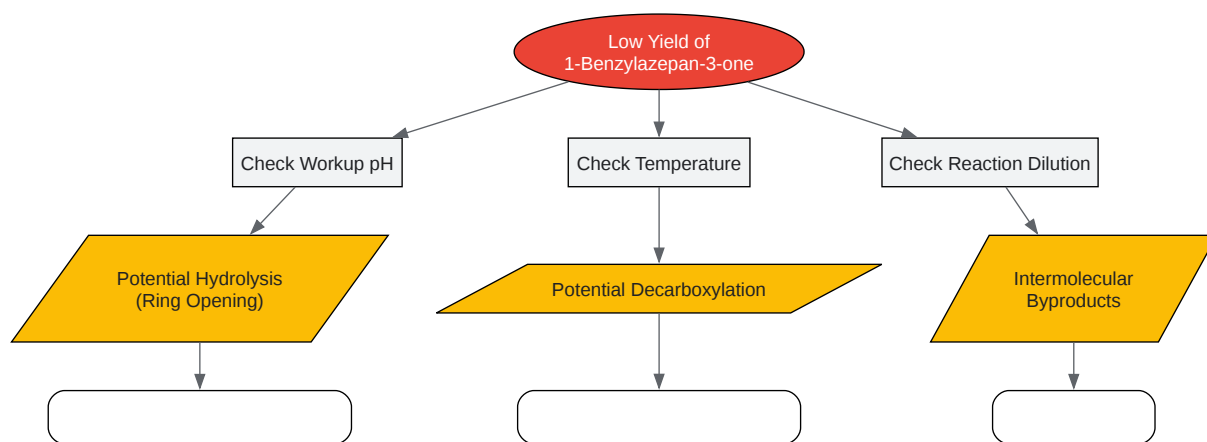 Low Yield of
1-Benzylazepan-3-one
Check Workup pH
Check Temperature
Check Reaction Dilution
Potential Hydrolysis
(Ring Opening)
Potential Decarboxylation
Intermolecular
Byproducts